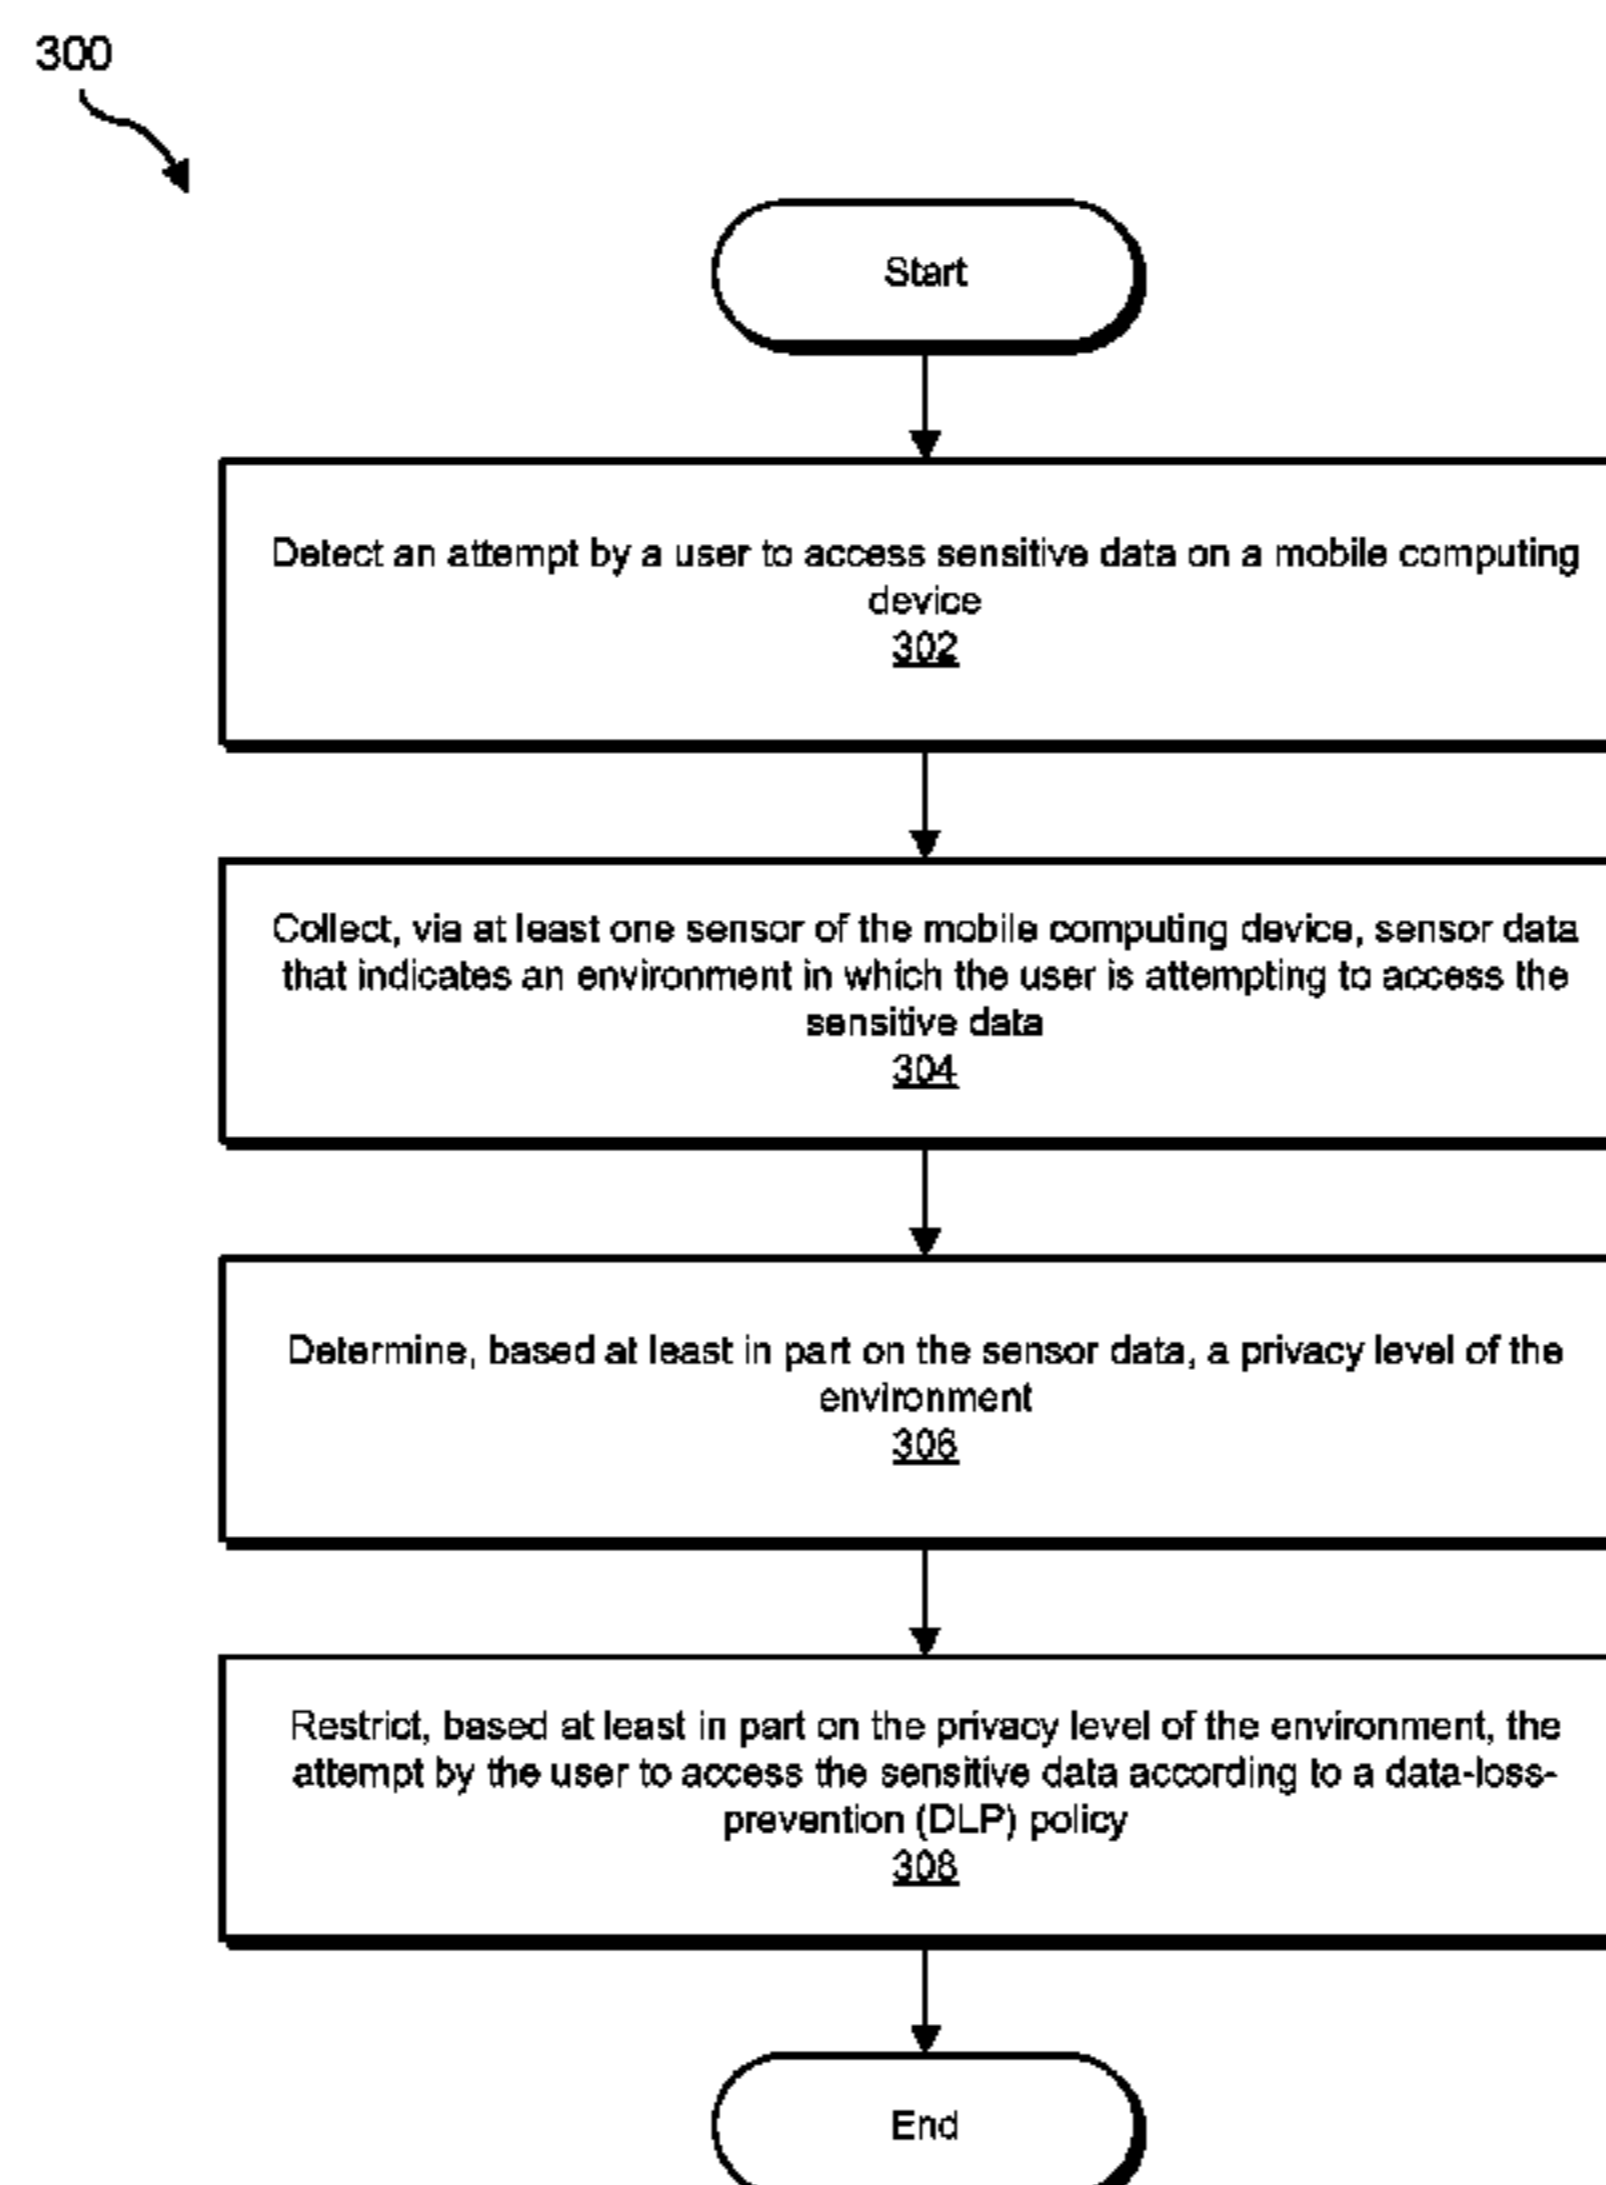 300
Start
Detect an attempt by a user to access sensitive data on a mobile computing
device
302
Collect, via at least one sensor of the mobile computing device, sensor data
that indicates an environment in which the user is attempting to access the
sensitive data
304
Determine, based at least in part on the sensor data, a privacy level of the
environment
306
Restrict, based at least in part on the privacy level of the environment, the
attempt by the user to access the sensitive data according to a data-loss-
prevention (DLP) policy
308
End